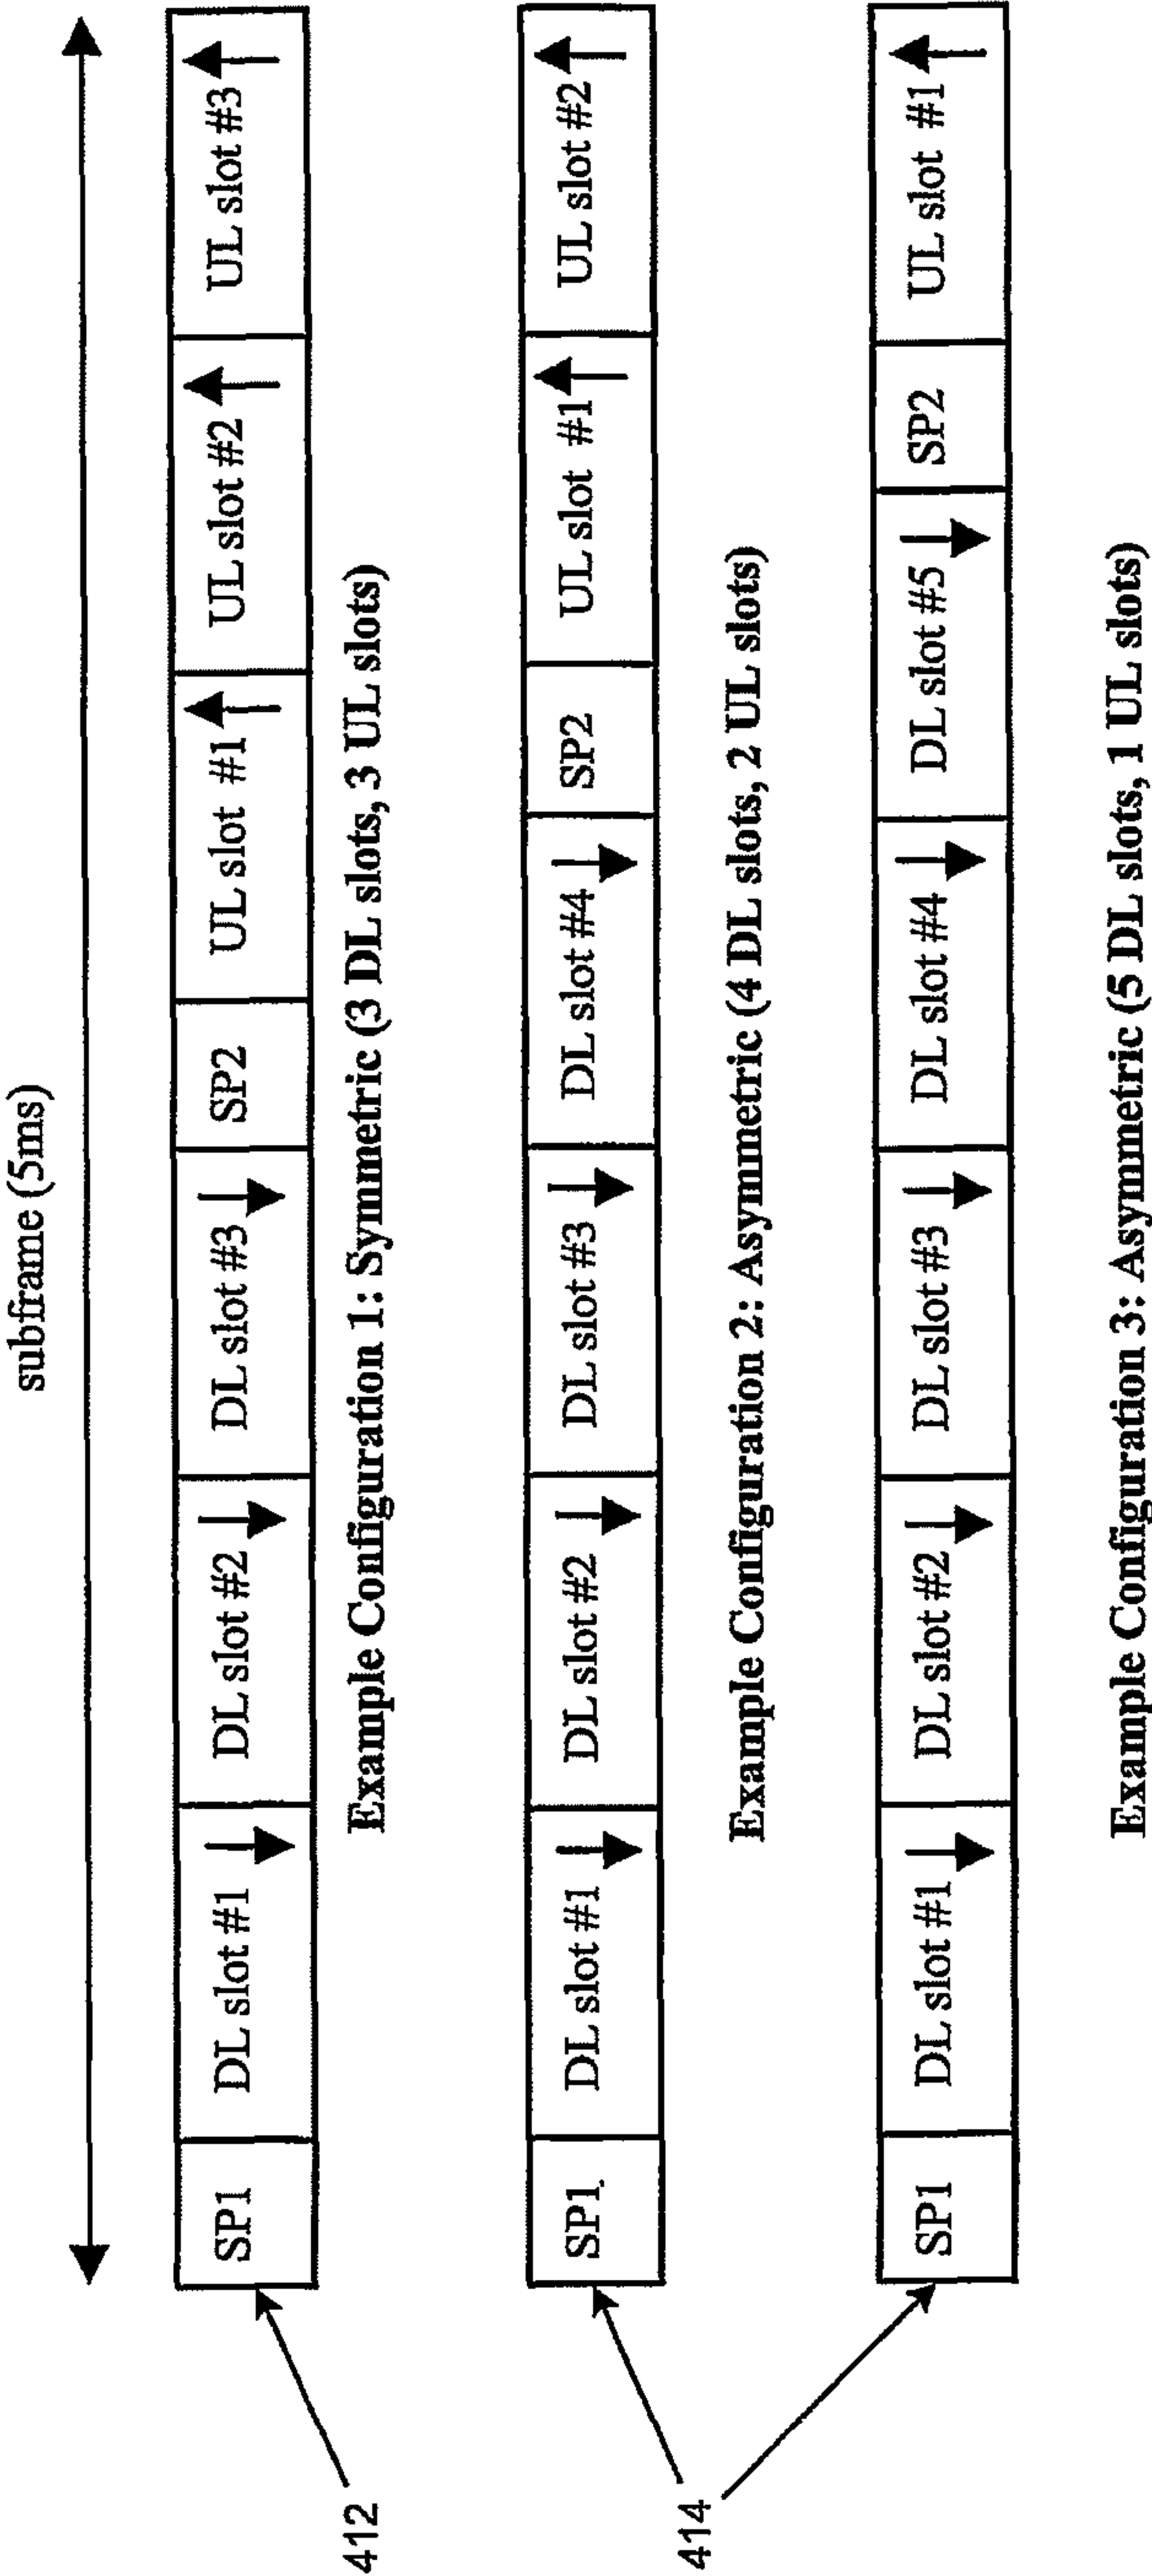 subframe (5ms)
SP1
DL slot #1
DL slot #2
DL slot #3
SP2
UL slot #1
UL slot #2
UL slot #3
412
Example Configuration 1: Symmetric (3 DL slots, 3 UL slots)
SP1.
DL slot #1
DL slot #2
DL slot #3
DL slot #4
SP2
UL slot #1
UL slot #2
414
Example Configuration 2: Asymmetric (4 DL slots, 2 UL slots)
SP1
DL slot #1
DL slot #2
DL slot #3
DL slot #4
DL slot #5
SP2
UL slot #1
Example Configuration 3: Asymmetric (5 DL slots, 1 UL slots)